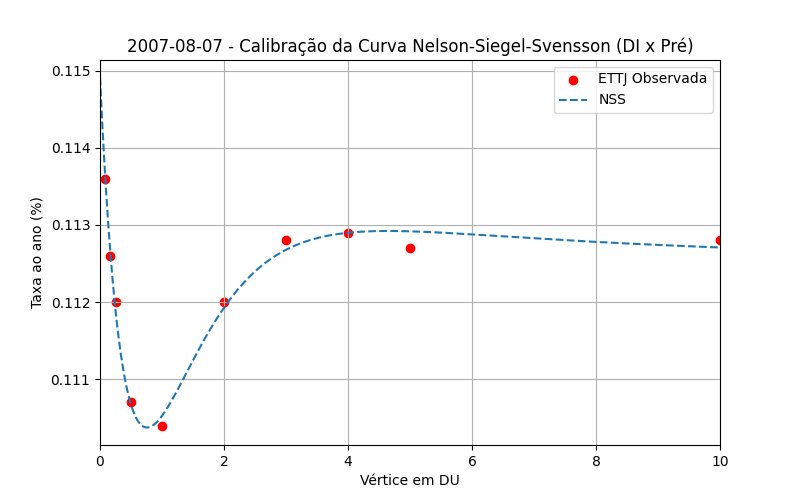 2007-08-07 - Calibração da Curva Nelson-Siegel-Svensson (DI x Pré)
ETTJ Observada
NSS
Taxa ao ano (%)
0.115
0.114
0.113
0.112
0.111
0 2 4 6 8 10
Vértice em DU